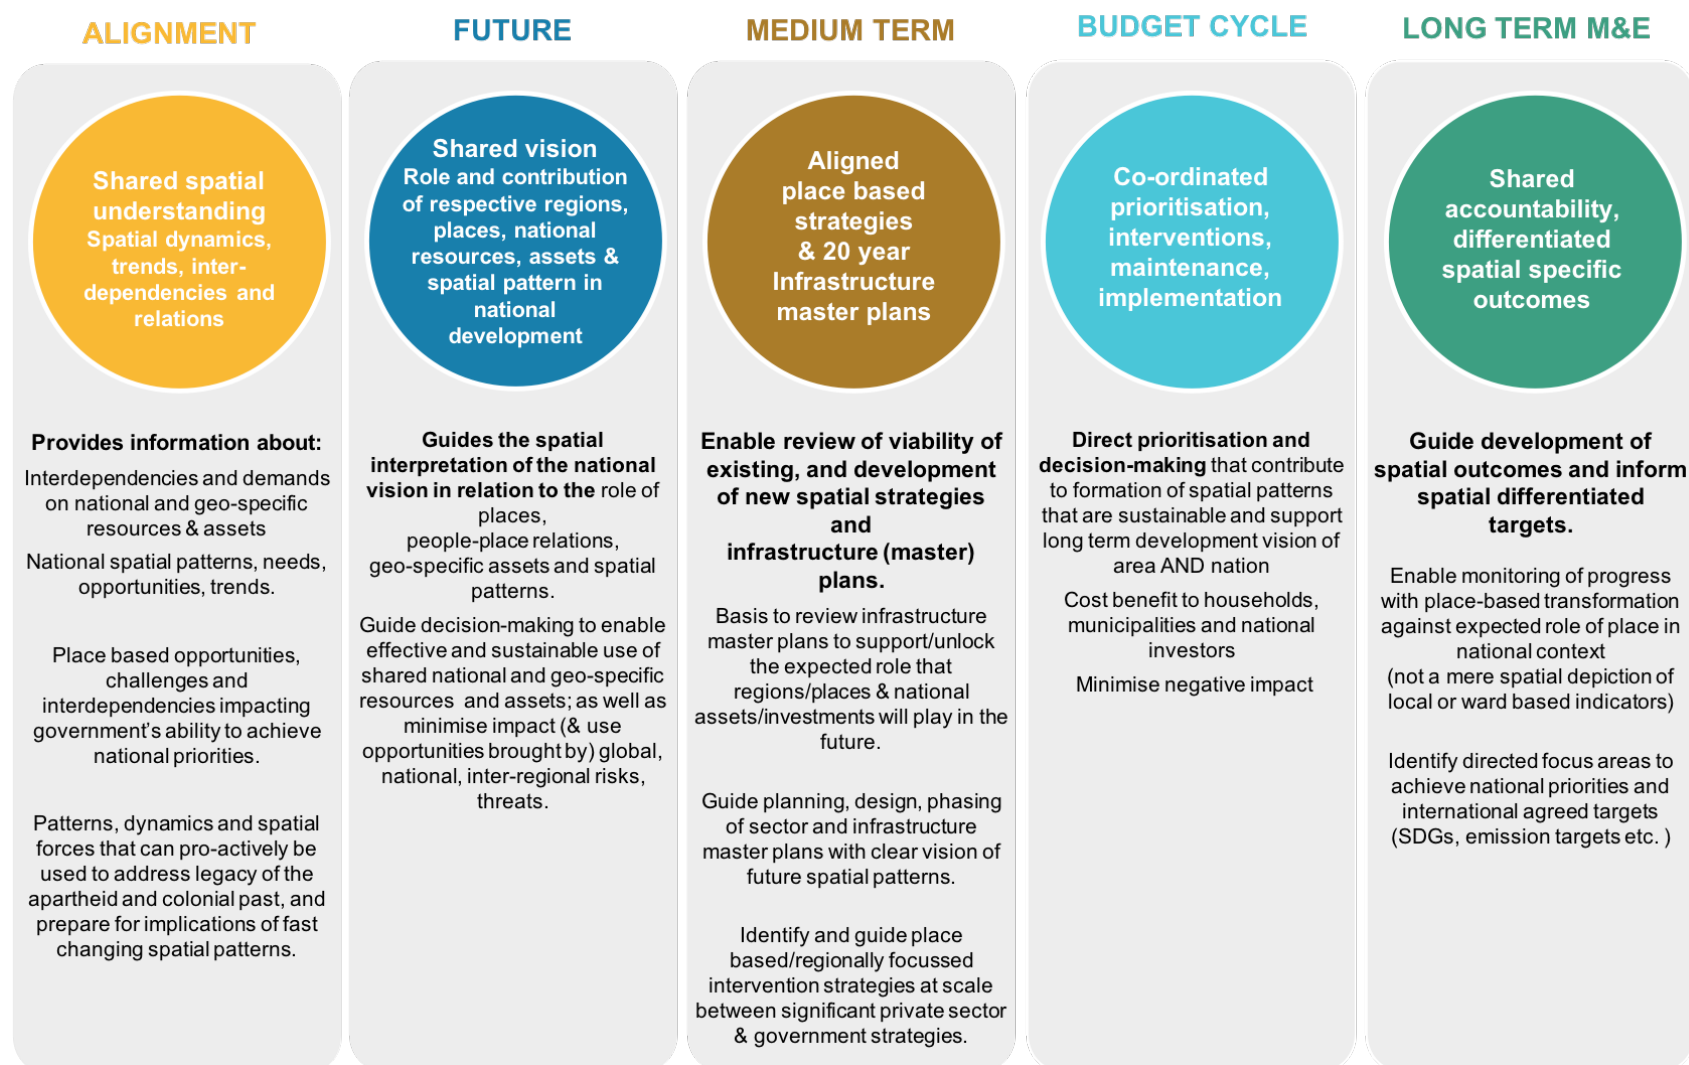 ALIGNMENT
Shared spatial
understanding
Spatial dynamics,
trends, inter-
dependencies and
relations
Provides information about:
Interdependencies and demands
on national and geo-specific
resources & assets
National spatial patterns, needs,
opportunities, trends.
Place based opportunities,
challenges and
interdependencies impacting
government's ability to achieve
national priorities.
Patterns, dynamics and spatial
forces that can pro-actively be
used to address legacy of the
apartheid and colonial past, and
prepare for implications of fast
changing spatial patterns.
FUTURE
Shared vision
Role and contribution
of respective regions,
places, national
resources, assets &
spatial pattern in
national
development
Guides the spatial
interpretation of the national
vision in relation to the role of
places,
people-place relations,
geo-specific assets and spatial
patterns.
Guide decision-making to enable
effective and sustainable use of
shared national and geo-specific
resources and assets; as well as
minimise impact (& use
opportunities brought by) global,
national, inter-regional risks,
threats.
MEDIUM TERM
Aligned
place based
strategies
& 20 year
Infrastructure
master plans
Enable review of viability of
existing, and development
of new spatial strategies
and
infrastructure (master)
plans.
Basis to review infrastructure
master plans to support/unlock
the expected role that
regions/places & national
assets/investments will play in the
future.
Guide planning, design, phasing
of sector and infrastructure
master plans with clear vision of
future spatial patterns.
Identify and guide place
based/regionally focussed
intervention strategies at scale
between significant private sector
& government strategies.
BUDGET CYCLE
Co-ordinated
prioritisation,
interventions,
maintenance,
implementation
Direct prioritisation and
decision-making that contribute
to formation of spatial patterns
that are sustainable and support
long term development vision of
area AND nation
Cost benefit to households,
municipalities and national
investors
Minimise negative impact
LONG TERM M&E
Shared
accountability,
differentiated
spatial specific
outcomes
Guide development of
spatial outcomes and inform
spatial differentiated
targets.
Enable monitoring of progress
with place-based transformation
against expected role of place in
national context
(not a mere spatial depiction of
local or ward based indicators)
Identify directed focus areas to
achieve national priorities and
international agreed targets
(SDGs, emission targets etc. )